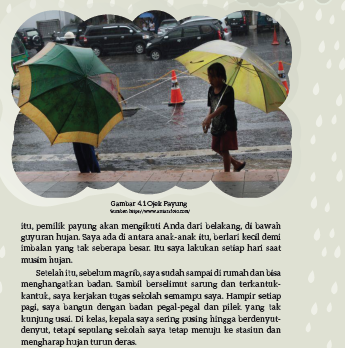 Gambar 4.1 Ojek Payung
Sumber: https://www.antarafoto.com/
itu, pemilik payung akan mengikuti Anda dari belakang, di bawah
guyuran hujan. Saya ada di antara anak-anak itu, berlari kecil demi
imbalan yang tak seberapa besar. Itu saya lakukan setiap hari saat
musim hujan.
Setelah itu, sebelum magrib, saya sudah sampai di rumah dan bisa
menghangatkan badan. Sambil berselimut sarung dan terkantuk-
kantuk, saya kerjakan tugas sekolah semampu saya. Hampir setiap
pagi, saya bangun dengan badan pegal-pegal dan pilek yang tak
kunjung usai. Di kelas, kepala saya sering pusing hingga berdenyut-
denyut, tetapi sepulang sekolah saya tetap menuju ke stasiun dan
mengharap hujan turun deras.